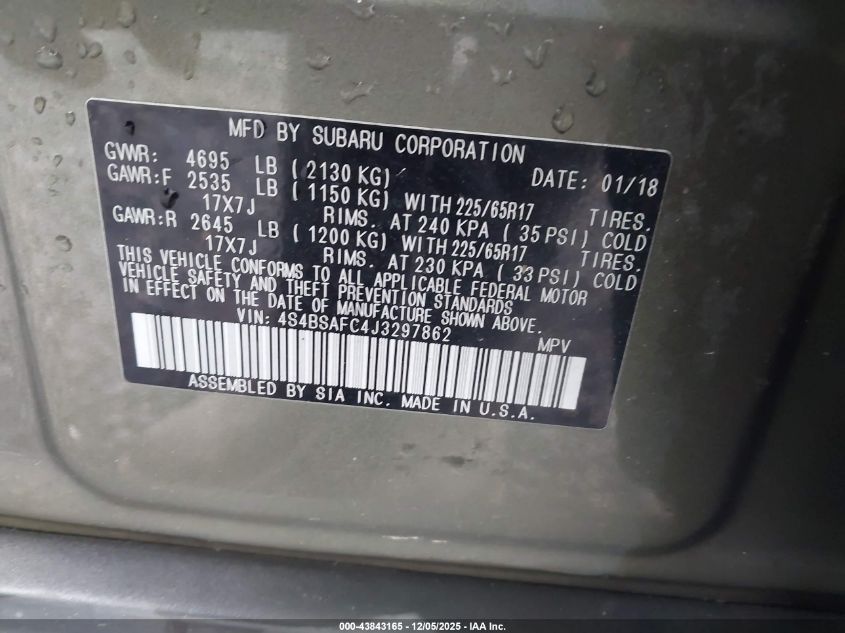 MFD BY SUBARU CORPORATION
GVWR: 4695 LB ( 2130 KG) DATE: 01/18
GAWR:F 2535 LB ( 1150 KG) WITH 225/65R17 TIRES.
17X7J RIMS. AT 240 KPA ( 35 PSI) COLD
GAWR:R 2645 LB ( 1200 KG) WITH 225/65R17 TIRES.
17X7J RIMS. AT 230 KPA ( 33 PSI) COLD
THIS VEHICLE CONFORMS TO ALL APPLICABLE FEDERAL MOTOR
VEHICLE SAFETY AND THEFT PREVENTION STANDARDS
IN EFFECT ON THE DATE OF MANUFACTURE SHOWN ABOVE.
VIN: 4S4BSAFC4J3297862 MPV
ASSEMBLED BY SIA INC. MADE IN U.S.A.
000-43843165 - 12/05/2025 - IAA Inc.